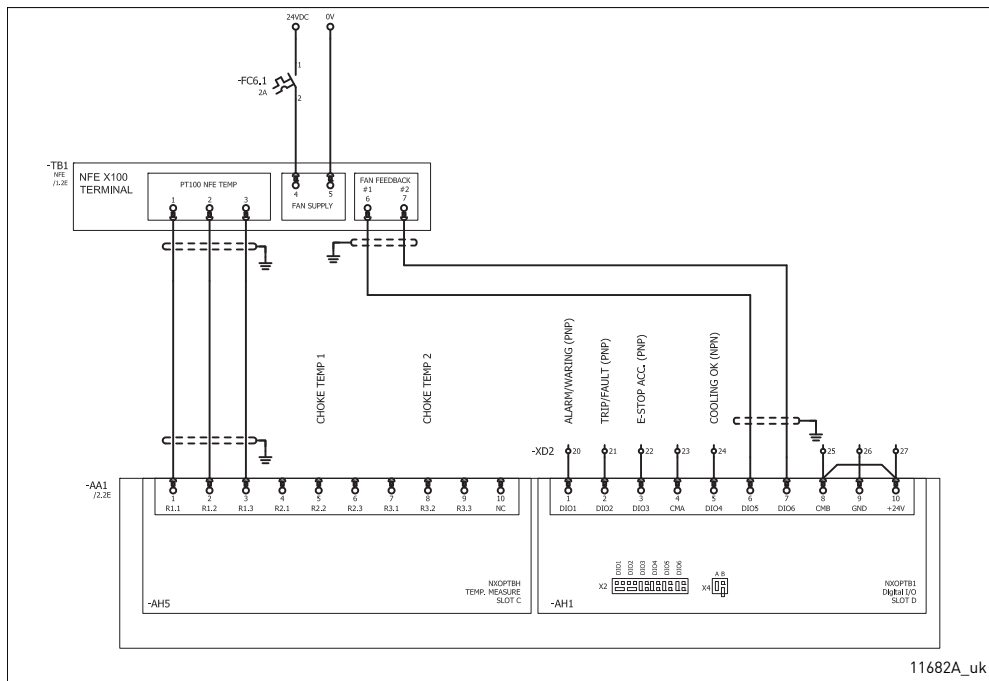 24VDC 0V
1
-FC6.1
2A
2
-TB1
NFE
/1.2E
NFE X100
TERMINAL
PT100 NFE TEMP
1 2 3
4 5
FAN SUPPLY
FAN FEEDBACK
#1 #2
6 7
CHOKE TEMP 1
CHOKE TEMP 2
ALARM/WARING (PNP)
TRIP/FAULT (PNP)
E-STOP ACC. (PNP)
COOLING OK (NPN)
-XD2 20 21 22 23 24 25 26 27
-AA1
/2.2E
1 2 3 4 5 6 7 8 9 10
R1.1 R1.2 R1.3 R2.1 R2.2 R2.3 R3.1 R3.2 R3.3 NC
1 2 3 4 5 6 7 8 9 10
DIO1 DIO2 DIO3 CMA DIO4 DIO5 DIO6 CMB GND +24V
NXOPTBH
TEMP. MEASURE
SLOT C
-AH5
DIO1 DIO2 DIO3 DIO4 DIO5 DIO6
X2
A B
X4
NXOPTB1
Digital I/O
SLOT D
-AH1
11682A_uk